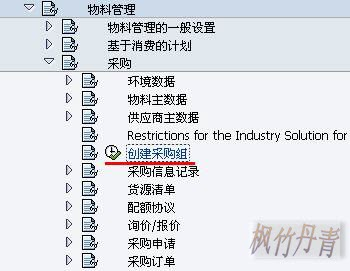 物料管理
物料管理的一般设置
基于消费的计划
采购
环境数据
物料主数据
供应商主数据
Restrictions for the Industry Solution for
创建采购组
采购信息记录
货源清单
配额协议
询价/报价
采购申请
采购订单
枫竹丹青